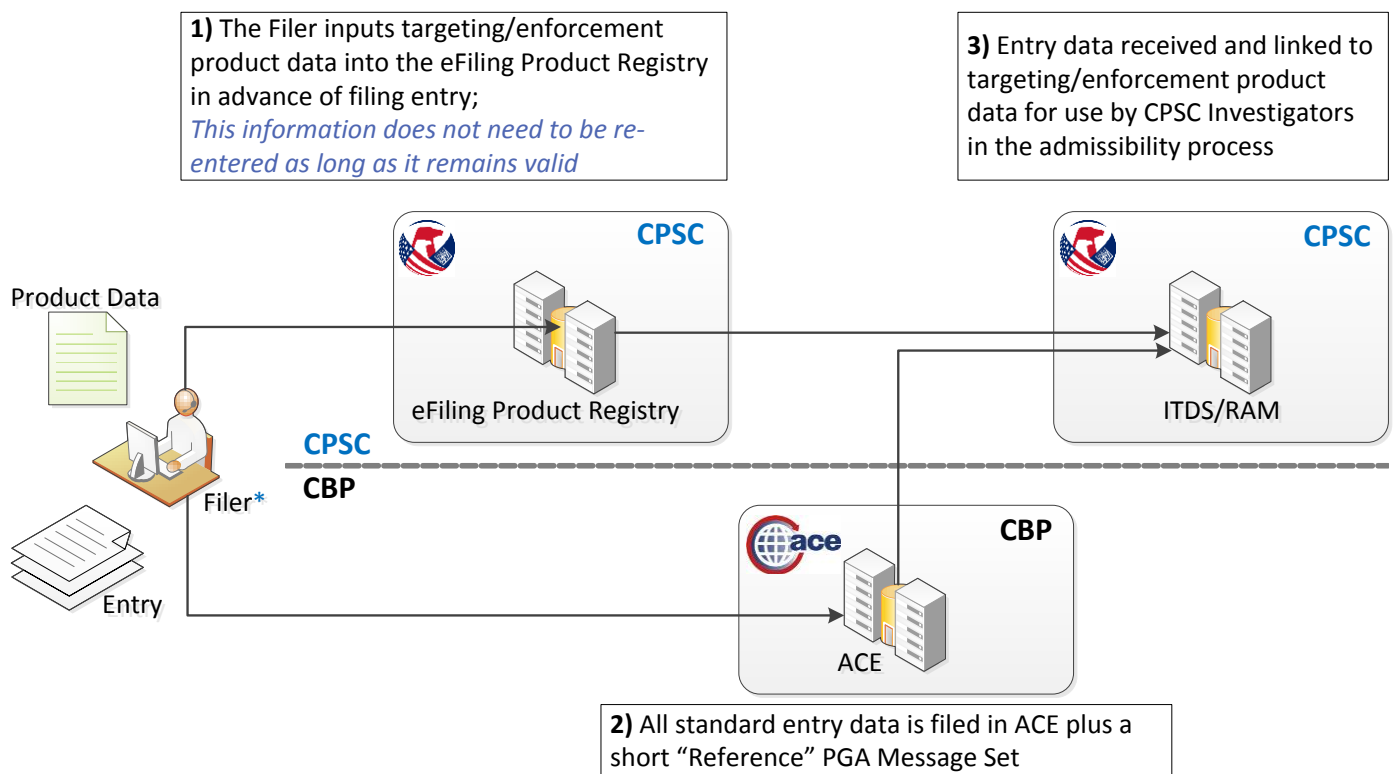 1) The Filer inputs targeting/enforcement
product data into the eFiling Product Registry
in advance of filing entry;
This information does not need to be re-
entered as long as it remains valid
3) Entry data received and linked to
targeting/enforcement product
data for use by CPSC Investigators
in the admissibility process
CPSC
CPSC
Product Data
eFiling Product Registry
ITDS/RAM
CPSC
CBP
Filer*
Entry
ace
CBP
ACE
2) All standard entry data is filed in ACE plus a
short “Reference” PGA Message Set